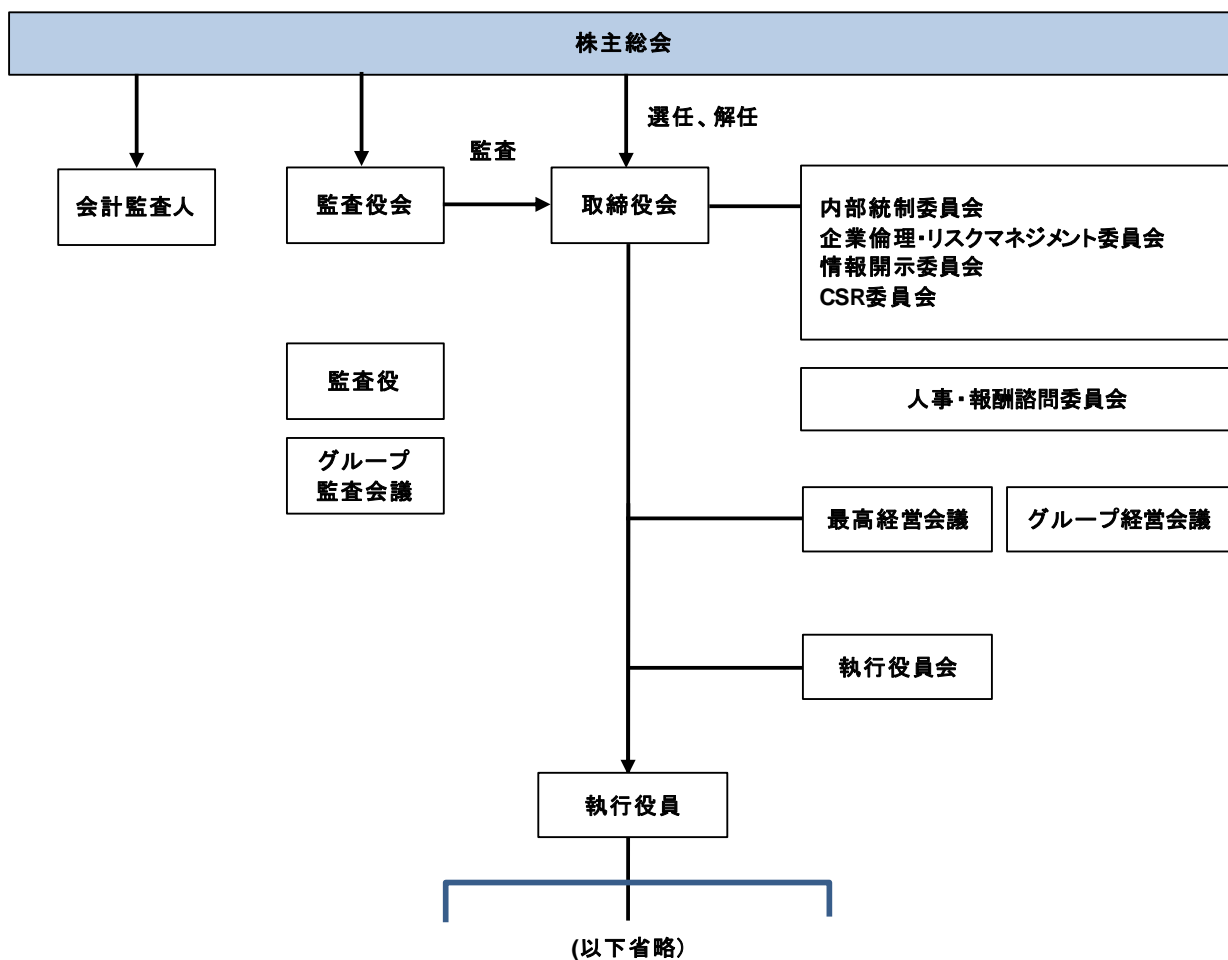 株主総会
選任、解任
監査
会計監査人
監査役会
取締役会
内部統制委員会
企業倫理・リスクマネジメント委員会
情報開示委員会
CSR委員会
監査役
人事・報酬諮問委員会
グループ
監査会議
最高経営会議
グループ経営会議
執行役員会
執行役員
(以下省略)